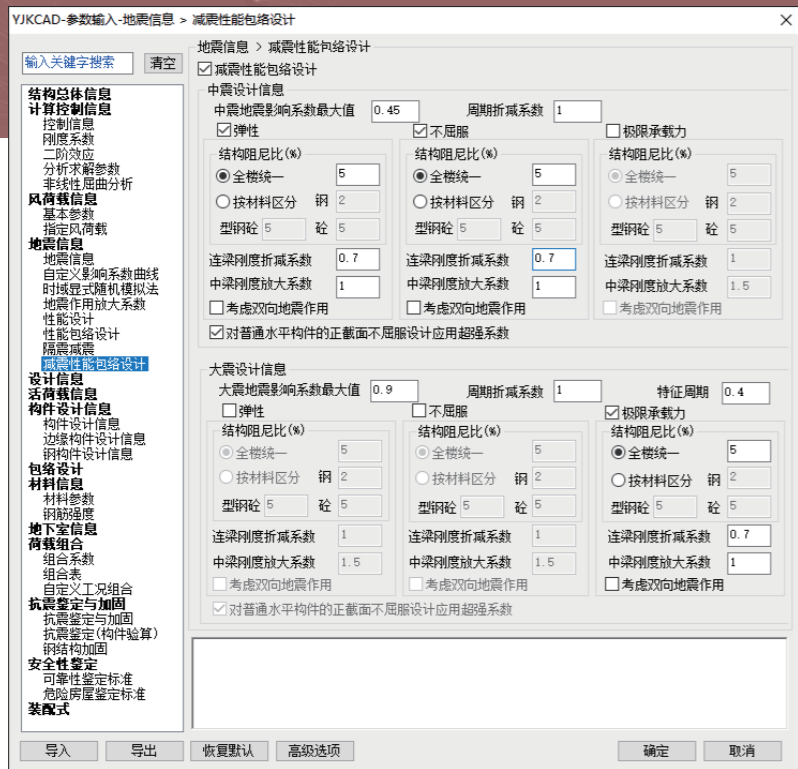 YJKCAD-参数输入-地震信息 > 减震性能包络设计
输入关键字搜索 清空
结构总体信息
计算控制信息
控制信息
刚度系数
二阶效应
分析求解参数
非线性屈曲分析
风荷载信息
基本参数
指定风荷载
地震信息
地震信息
自定义影响系数曲线
时域显式随机模拟法
地震作用放大系数
性能设计
性能包络设计
隔震减震
减震性能包络设计
设计信息
活荷载信息
构件设计信息
构件设计信息
边缘构件设计信息
钢构件设计信息
包络设计
材料信息
材料参数
钢筋强度
地下室信息
荷载组合
组合系数
组合表
自定义工况组合
抗震鉴定与加固
抗震鉴定与加固
抗震鉴定(构件验算)
钢结构加固
安全性鉴定
可靠性鉴定标准
危险房屋鉴定标准
装配式
地震信息 > 减震性能包络设计
减震性能包络设计
中震设计信息
中震地震影响系数最大值 0.45 周期折减系数 1
弹性 不屈服 极限承载力
结构阻尼比(%) 结构阻尼比(%) 结构阻尼比(%)
全楼统一 5 全楼统一 5 全楼统一 5
按材料区分 钢 2 按材料区分 钢 2 按材料区分 钢 2
型钢砼 5 砼 5 型钢砼 5 砼 5 型钢砼 5 砼 5
连梁刚度折减系数 0.7 连梁刚度折减系数 0.7 连梁刚度折减系数 1
中梁刚度放大系数 1 中梁刚度放大系数 1 中梁刚度放大系数 1.5
考虑双向地震作用 考虑双向地震作用 考虑双向地震作用
对普通水平构件的正截面不屈服设计应用超强系数
大震设计信息
大震地震影响系数最大值 0.9 周期折减系数 1 特征周期 0.4
弹性 不屈服 极限承载力
结构阻尼比(%) 结构阻尼比(%) 结构阻尼比(%)
全楼统一 5 全楼统一 5 全楼统一 5
按材料区分 钢 2 按材料区分 钢 2 按材料区分 钢 2
型钢砼 5 砼 5 型钢砼 5 砼 5 型钢砼 5 砼 5
连梁刚度折减系数 1 连梁刚度折减系数 1 连梁刚度折减系数 0.7
中梁刚度放大系数 1.5 中梁刚度放大系数 1.5 中梁刚度放大系数 1
考虑双向地震作用 考虑双向地震作用 考虑双向地震作用
对普通水平构件的正截面不屈服设计应用超强系数
导入 导出 恢复默认 高级选项 确定 取消